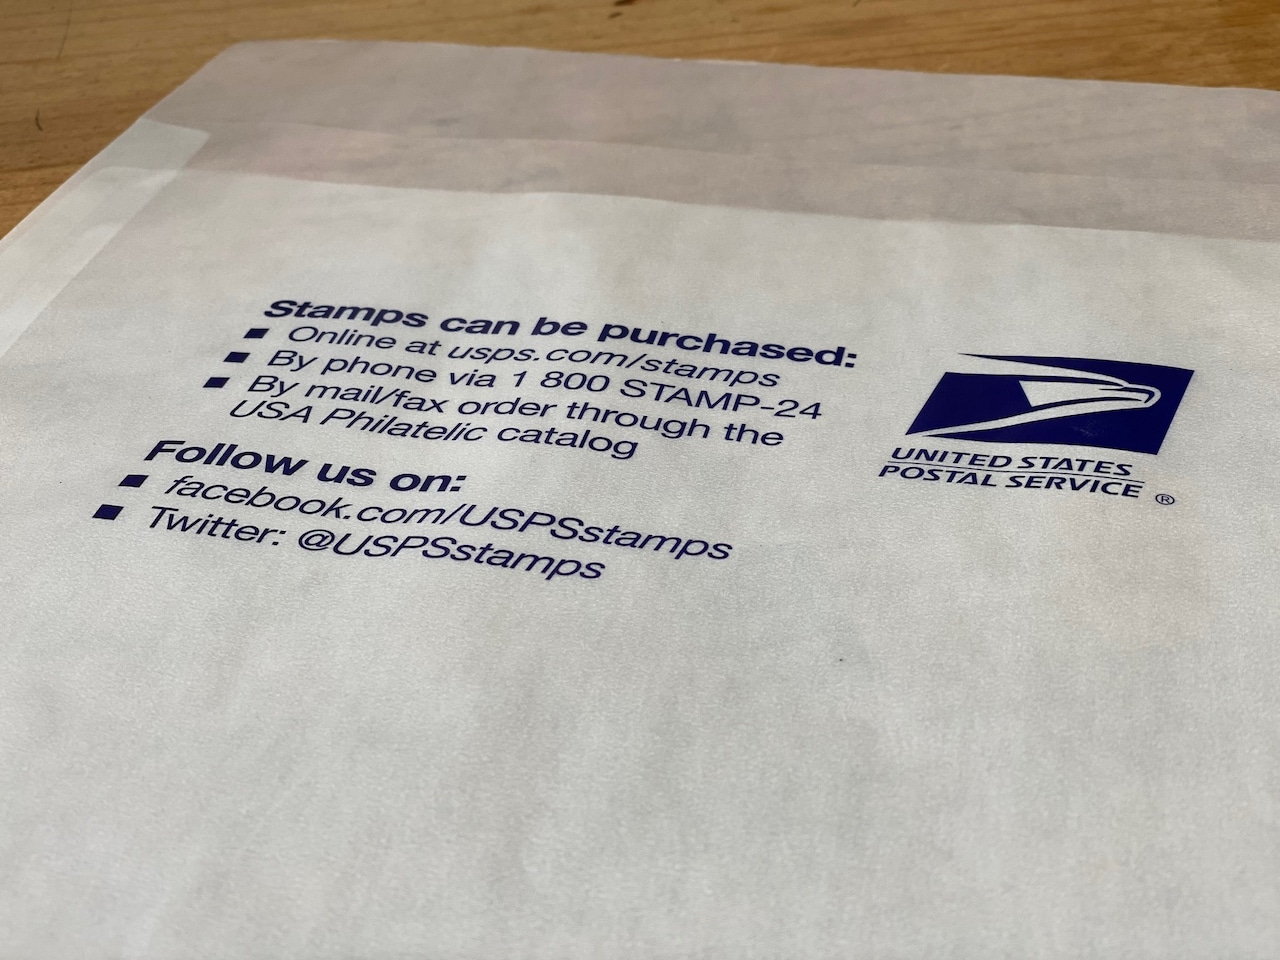 Stamps can be purchased:
■ Online at usps.com/stamps
■ By phone via 1 800 STAMP-24
■ By mail/fax order through the
USA Philatelic catalog
Follow us on:
■ facebook.com/USPSstamps
■ Twitter: @USPSstamps
UNITED STATES
POSTAL SERVICE ®